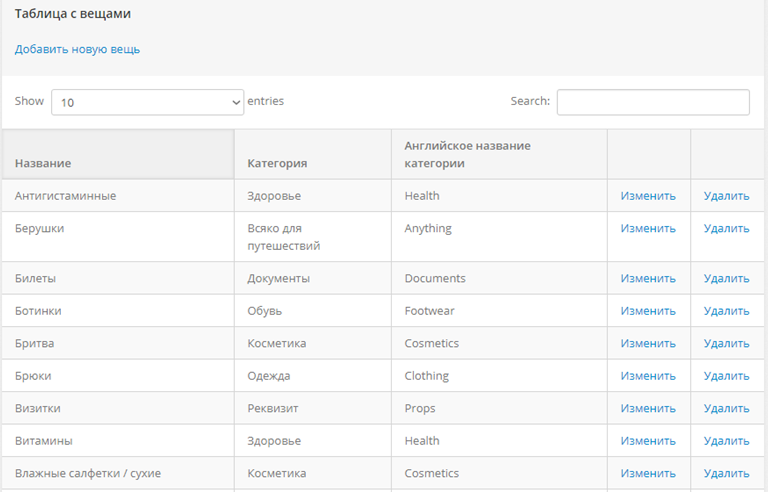 Таблица с вещами
Добавить новую вещь
Show 10 entries Search:
Название Категория Английское название категории
Антигистаминные Здоровье Health Изменить Удалить
Берушки Всяко для путешествий Anything Изменить Удалить
Билеты Документы Documents Изменить Удалить
Ботинки Обувь Footwear Изменить Удалить
Бритва Косметика Cosmetics Изменить Удалить
Брюки Одежда Clothing Изменить Удалить
Визитки Реквизит Props Изменить Удалить
Витамины Здоровье Health Изменить Удалить
Влажные салфетки / сухие Косметика Cosmetics Изменить Удалить